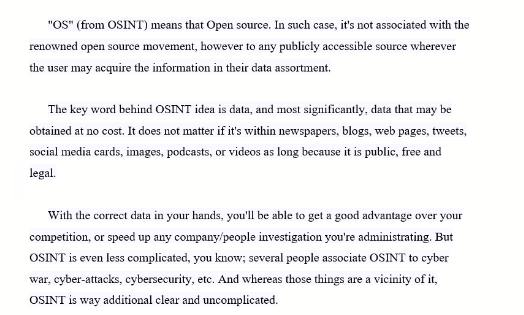 "OS" (from OSINT) means that Open source. In such case, it's not associated with the
renowned open source movement, however to any publicly accessible source wherever
the user may acquire the information in their data assortment.
The key word behind OSINT idea is data, and most significantly, data that may be
obtained at no cost. It does not matter if it's within newspapers, blogs, web pages, tweets,
social media cards, images, podcasts, or videos as long because it is public, free and
legal.
With the correct data in your hands, you'll be able to get a good advantage over your
competition, or speed up any company/people investigation you're administrating. But
OSINT is even less complicated, you know; several people associate OSINT to cyber
war, cyber-attacks, cybersecurity, etc. And whereas those things are a vicinity of it,
OSINT is way additional clear and uncomplicated.